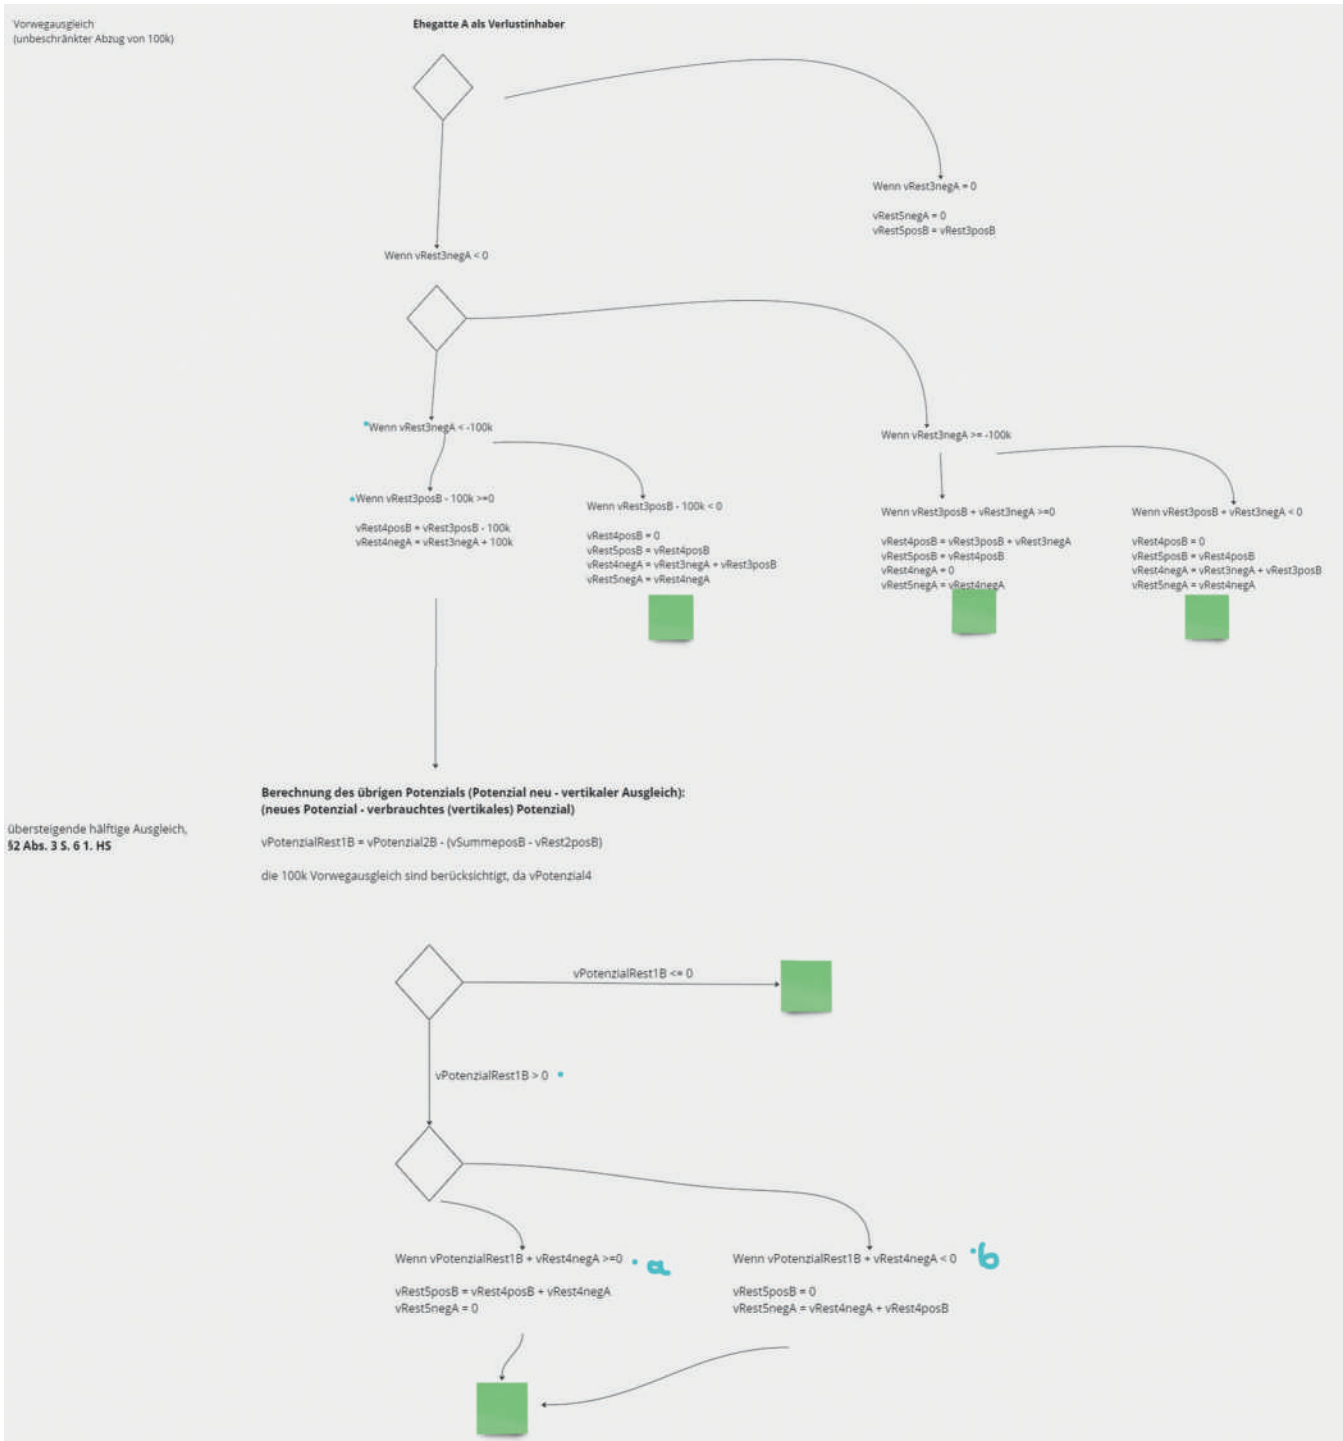 Vorwegausgleich
(unbeschränkter Abzug von 100k)
Ehegatte A als Verlustinhaber
Wenn vRest3negA = 0
vRest5negA = 0
vRest5posB = vRest3posB
Wenn vRest3negA < 0
Wenn vRest3negA < -100k
Wenn vRest3negA >= -100k
Wenn vRest3posB - 100k >=0
vRest4posB = vRest3posB - 100k
vRest4negA = vRest3negA + 100k
Wenn vRest3posB - 100k < 0
vRest4posB = 0
vRest5posB = vRest4posB
vRest4negA = vRest3negA + vRest3posB
vRest5negA = vRest4negA
Wenn vRest3posB + vRest3negA >=0
vRest4posB = vRest3posB + vRest3negA
vRest5posB = vRest4posB
vRest4negA = 0
vRest5negA = vRest4negA
Wenn vRest3posB + vRest3negA < 0
vRest4posB = 0
vRest5posB = vRest4posB
vRest4negA = vRest3negA + vRest3posB
vRest5negA = vRest4negA
Berechnung des übrigen Potenzials (Potenzial neu - vertikaler Ausgleich):
(neues Potenzial - verbrauchtes (vertikales) Potenzial)
übersteigende hälftige Ausgleich,
§2 Abs. 3 S. 6 1. HS
vPotenzialRest1B = vPotenzial2B - (vSummeposB - vRest2posB)
die 100k Vorwegausgleich sind berücksichtigt, da vPotenzial4
vPotenzialRest1B <= 0
vPotenzialRest1B > 0
Wenn vPotenzialRest1B + vRest4negA >=0
a
vRest5posB = vRest4posB + vRest4negA
vRest5negA = 0
Wenn vPotenzialRest1B + vRest4negA < 0
b
vRest5posB = 0
vRest5negA = vRest4negA + vRest4posB